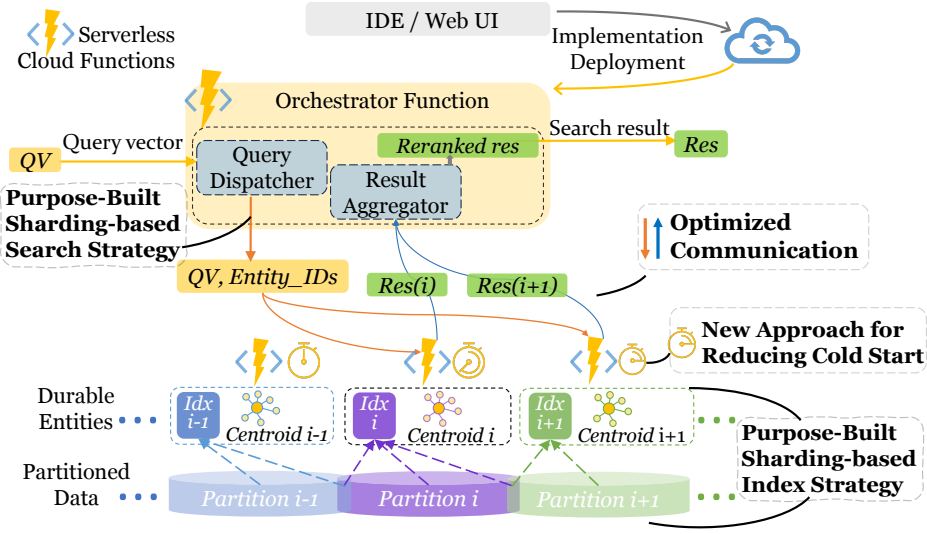 IDE / Web UI
Serverless
Cloud Functions
Implementation
Deployment
Orchestrator Function
Query vector
QV
Query
Dispatcher
Reranked res
Result
Aggregator
Search result
Res
Purpose-Built
Sharding-based
Search Strategy
Optimized
Communication
QV, Entity_IDs
Res(i)
Res(i+1)
New Approach for
Reducing Cold Start
Durable
Entities
Idx
i-1
Centroid i-1
Idx
i
Centroid i
Idx
i+1
Centroid i+1
Purpose-Built
Sharding-based
Index Strategy
Partitioned
Data
Partition i-1
Partition i
Partition i+1